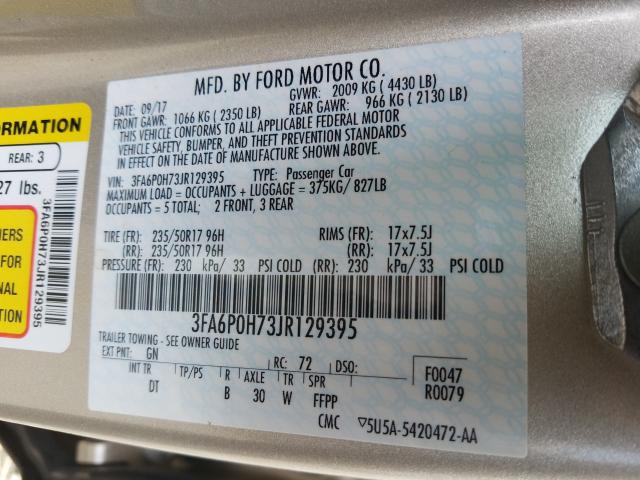 MFD. BY FORD MOTOR CO.
DATE: 09/17 GVWR: 2009 KG ( 4430 LB)
FRONT GAWR: 1066 KG ( 2350 LB) REAR GAWR: 966 KG ( 2130 LB)
THIS VEHICLE CONFORMS TO ALL APPLICABLE FEDERAL MOTOR
VEHICLE SAFETY, BUMPER, AND THEFT PREVENTION STANDARDS
IN EFFECT ON THE DATE OF MANUFACTURE SHOWN ABOVE.
VIN: 3FA6P0H73JR129395 TYPE: Passenger Car
MAXIMUM LOAD = OCCUPANTS + LUGGAGE = 375KG/ 827LB
OCCUPANTS = 5 TOTAL; 2 FRONT, 3 REAR
TIRE (FR): 235/50R17 96H RIMS (FR): 17x7.5J
(RR): 235/50R17 96H (RR): 17x7.5J
PRESSURE (FR): 230 kPa/ 33 PSI COLD (RR): 230 kPa/ 33 PSI COLD
3FA6P0H73JR129395
TRAILER TOWING - SEE OWNER GUIDE
EXT PNT: GN RC: 72 DSO:
INT TR TP/PS R AXLE TR SPR F0047
DT B 30 W FFPP R0079
CMC ▽5U5A-5420472-AA
ORMATION
REAR: 3
27 lbs.
3FA6P0H73JR129395
ERS
FOR
NAL
ON